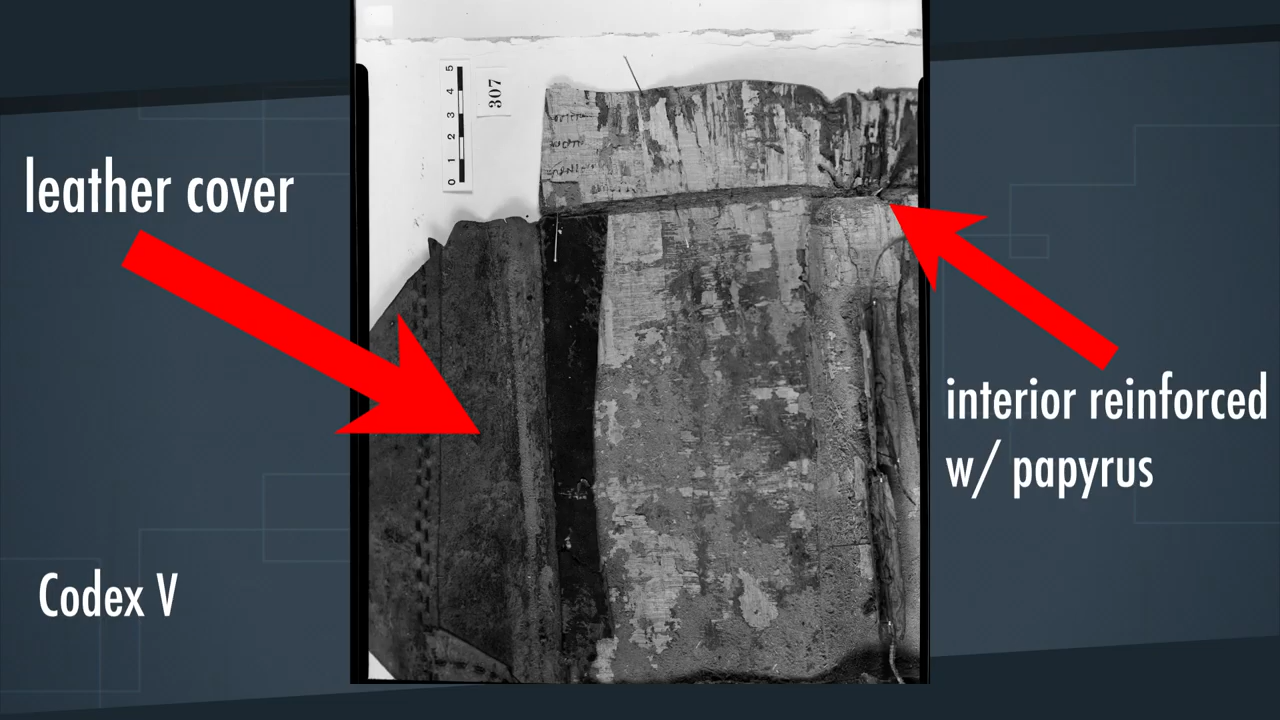 leather cover
Codex V
0 1 2 3 4 5
307
interior reinforced
w/ papyrus